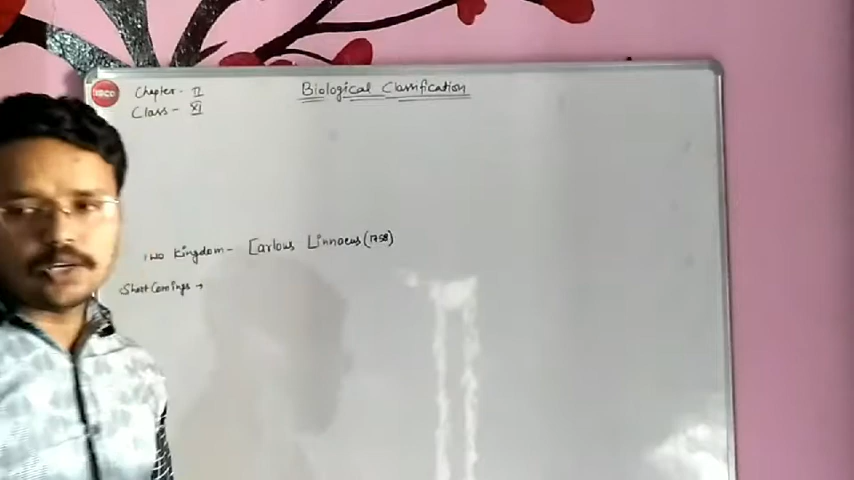 Chapter - II
Class - XI
Biological Classification
Two Kingdom - Carlous Linnaeus (1758)
Short Comings →